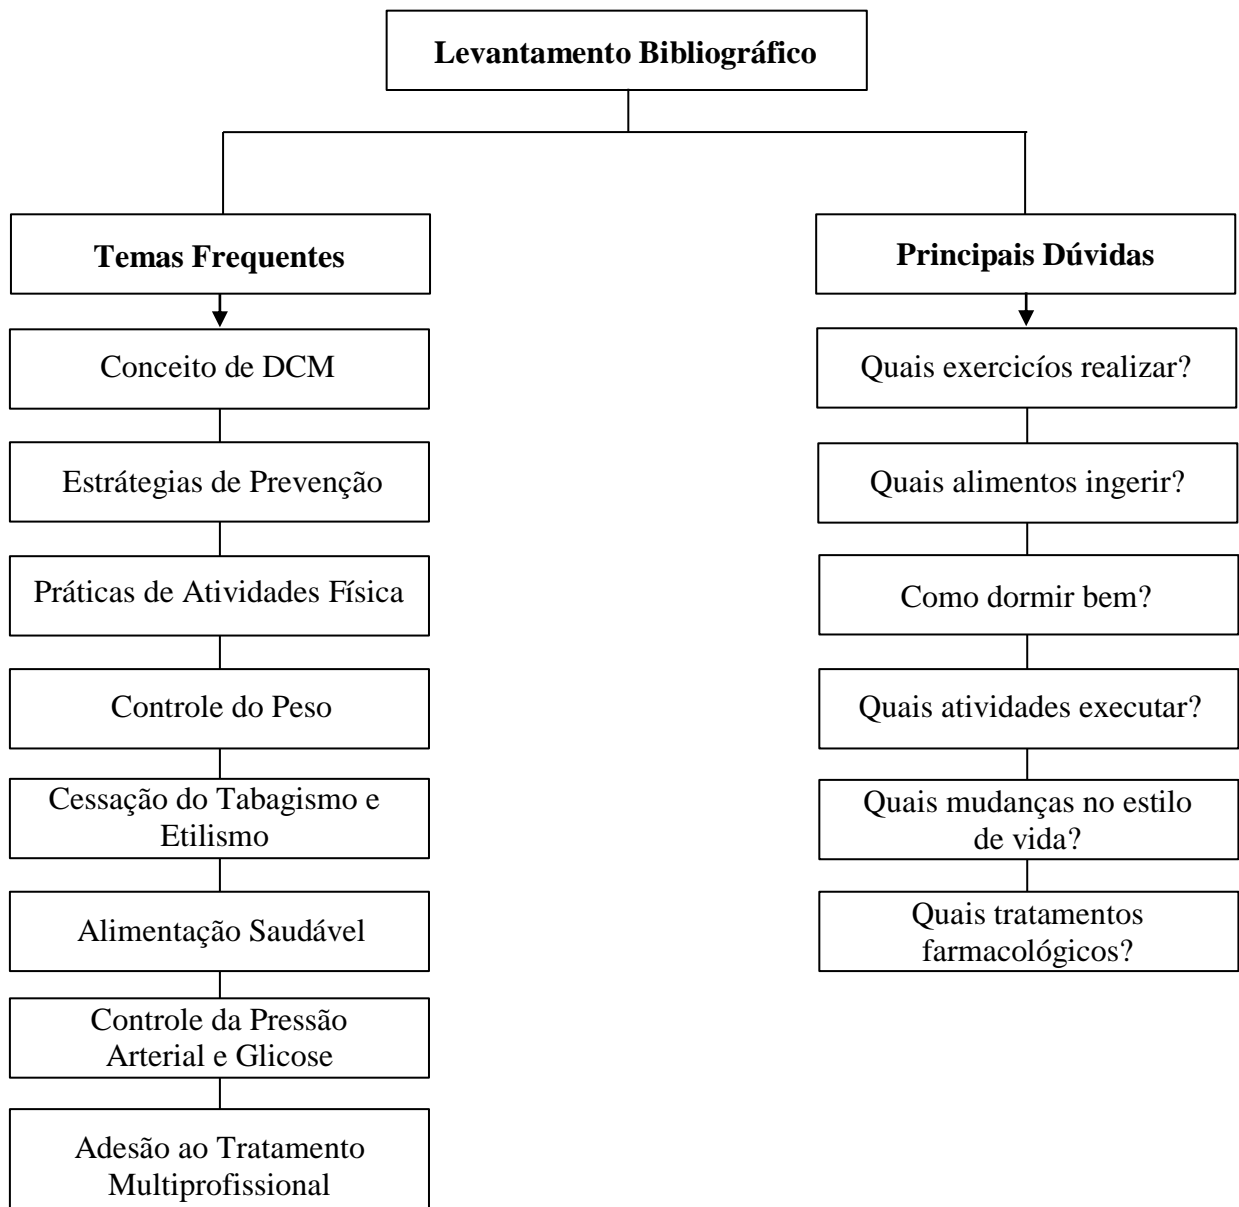 Levantamento Bibliográfico
Temas Frequentes
Conceito de DCM
Estrátegias de Prevenção
Práticas de Atividades Física
Controle do Peso
Cessação do Tabagismo e
Etilismo
Alimentação Saudável
Controle da Pressão
Arterial e Glicose
Adesão ao Tratamento
Multiprofissional
Principais Dúvidas
Quais exercicíos realizar?
Quais alimentos ingerir?
Como dormir bem?
Quais atividades executar?
Quais mudanças no estilo
de vida?
Quais tratamentos
farmacológicos?